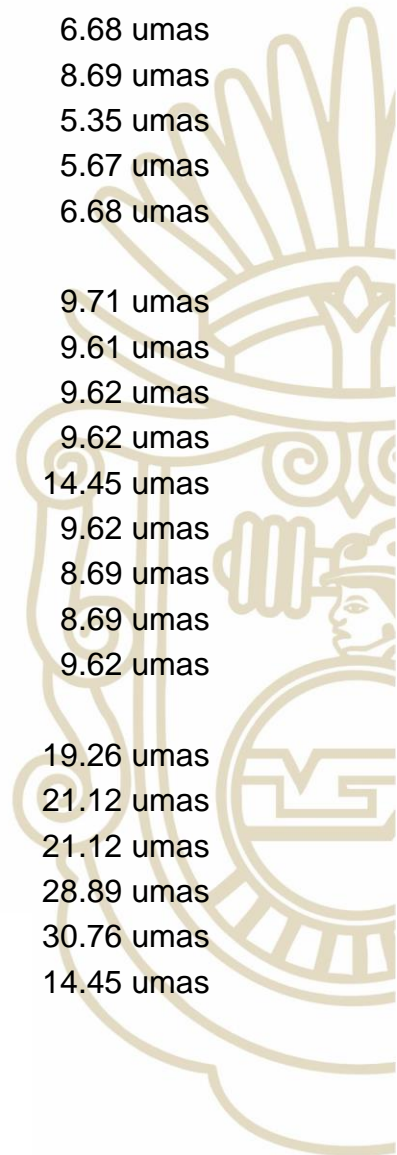 6.68 umas
8.69 umas
5.35 umas
5.67 umas
6.68 umas
9.71 umas
9.61 umas
9.62 umas
9.62 umas
14.45 umas
9.62 umas
8.69 umas
8.69 umas
9.62 umas
19.26 umas
21.12 umas
21.12 umas
28.89 umas
30.76 umas
14.45 umas